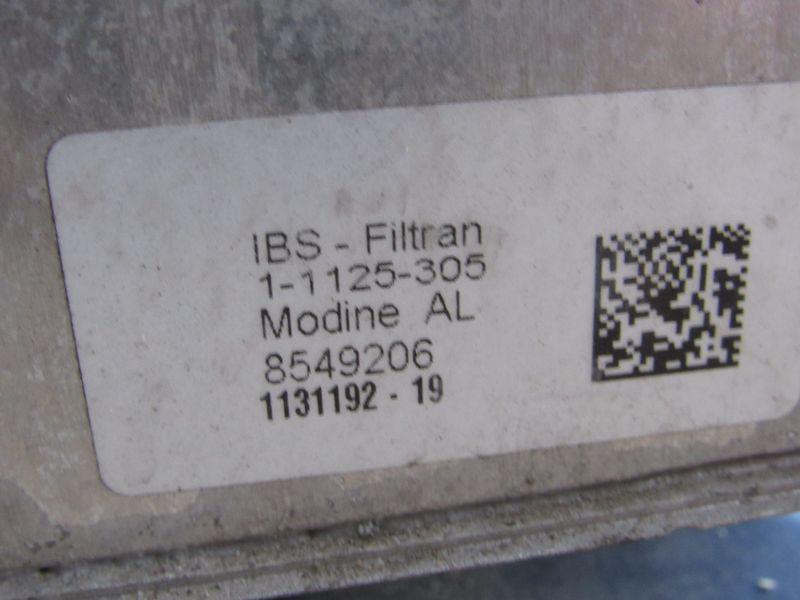 IBS - Filtran
1-1125-305
Modine AL
8549206
1131192 - 19